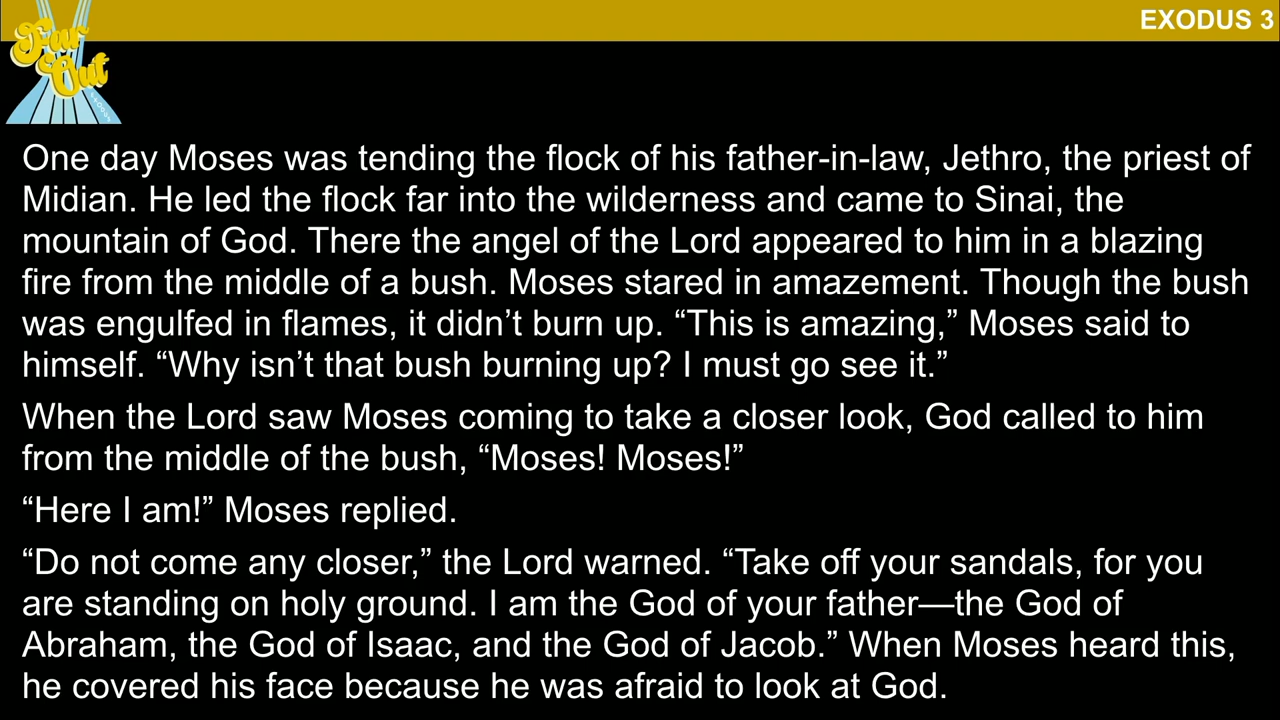 EXODUS 3
Far
Out
EXODUS
One day Moses was tending the flock of his father-in-law, Jethro, the priest of
Midian. He led the flock far into the wilderness and came to Sinai, the
mountain of God. There the angel of the Lord appeared to him in a blazing
fire from the middle of a bush. Moses stared in amazement. Though the bush
was engulfed in flames, it didn’t burn up. “This is amazing,” Moses said to
himself. “Why isn’t that bush burning up? I must go see it.”
When the Lord saw Moses coming to take a closer look, God called to him
from the middle of the bush, “Moses! Moses!”
“Here I am!” Moses replied.
“Do not come any closer,” the Lord warned. “Take off your sandals, for you
are standing on holy ground. I am the God of your father—the God of
Abraham, the God of Isaac, and the God of Jacob.” When Moses heard this,
he covered his face because he was afraid to look at God.